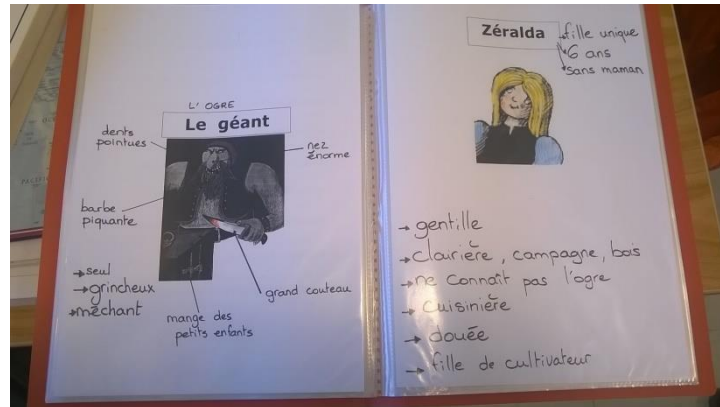 L'OGRE
Le géant
dents
pointues
nez
énorme
barbe
piquante
→ seul
→ grincheux
→ méchant
grand couteau
mange des
petits enfants
Zéralda
→ fille unique
→ 6 ans
→ sans maman
→ gentille
→ clairière, campagne, bois
→ ne connaît pas l'ogre
→ cuisinière
→ douée
→ fille de cultivateur